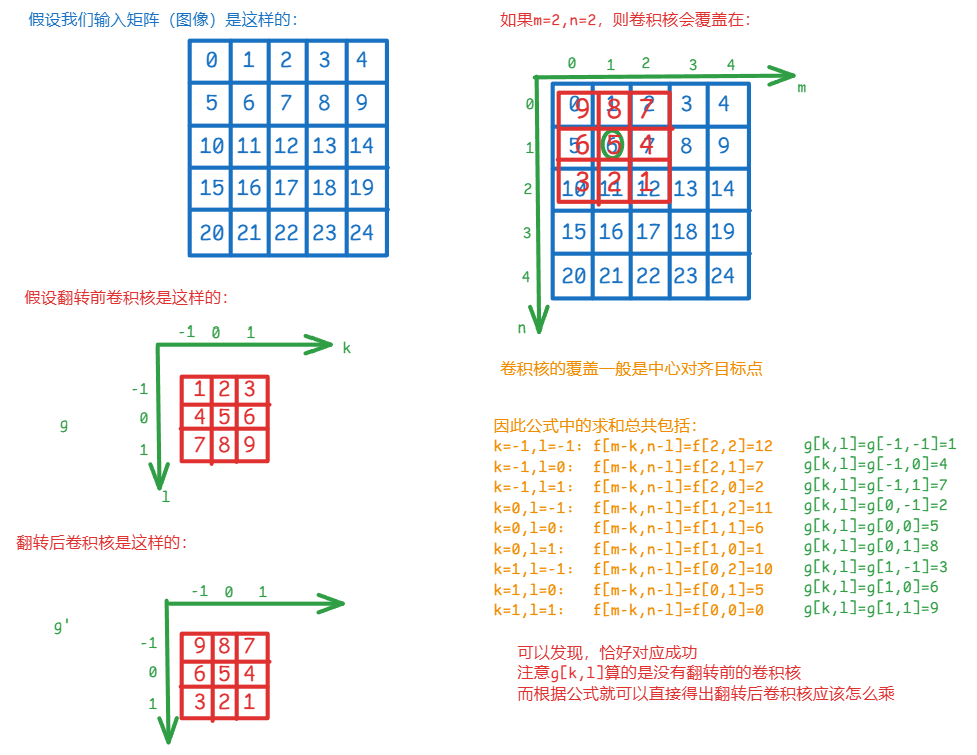 假设我们输入矩阵（图像）是这样的：
0 1 2 3 4
5 6 7 8 9
10 11 12 13 14
15 16 17 18 19
20 21 22 23 24
假设翻转前卷积核是这样的：
-1 0 1
k
-1
0
1
l
g
1 2 3
4 5 6
7 8 9
翻转后卷积核是这样的：
-1 0 1
g'
-1
0
1
9 8 7
6 5 4
3 2 1
如果m=2,n=2，则卷积核会覆盖在：
0 1 2 3 4
m
0
1
2
3
4
n
0 1 2 3 4
5 6 7 8 9
10 11 12 13 14
15 16 17 18 19
20 21 22 23 24
9 8 7
6 5 4
3 2 1
卷积核的覆盖一般是中心对齐目标点
因此公式中的求和总共包括：
k=-1,l=-1: f[m-k,n-l]=f[2,2]=12 g[k,l]=g[-1,-1]=1
k=-1,l=0: f[m-k,n-l]=f[2,1]=7 g[k,l]=g[-1,0]=4
k=-1,l=1: f[m-k,n-l]=f[2,0]=2 g[k,l]=g[-1,1]=7
k=0,l=-1: f[m-k,n-l]=f[1,2]=11 g[k,l]=g[0,-1]=2
k=0,l=0: f[m-k,n-l]=f[1,1]=6 g[k,l]=g[0,0]=5
k=0,l=1: f[m-k,n-l]=f[1,0]=1 g[k,l]=g[0,1]=8
k=1,l=-1: f[m-k,n-l]=f[0,2]=10 g[k,l]=g[1,-1]=3
k=1,l=0: f[m-k,n-l]=f[0,1]=5 g[k,l]=g[1,0]=6
k=1,l=1: f[m-k,n-l]=f[0,0]=0 g[k,l]=g[1,1]=9
可以发现，恰好对应成功
注意g[k,l]算的是没有翻转前的卷积核
而根据公式就可以直接得出翻转后卷积核应该怎么乘